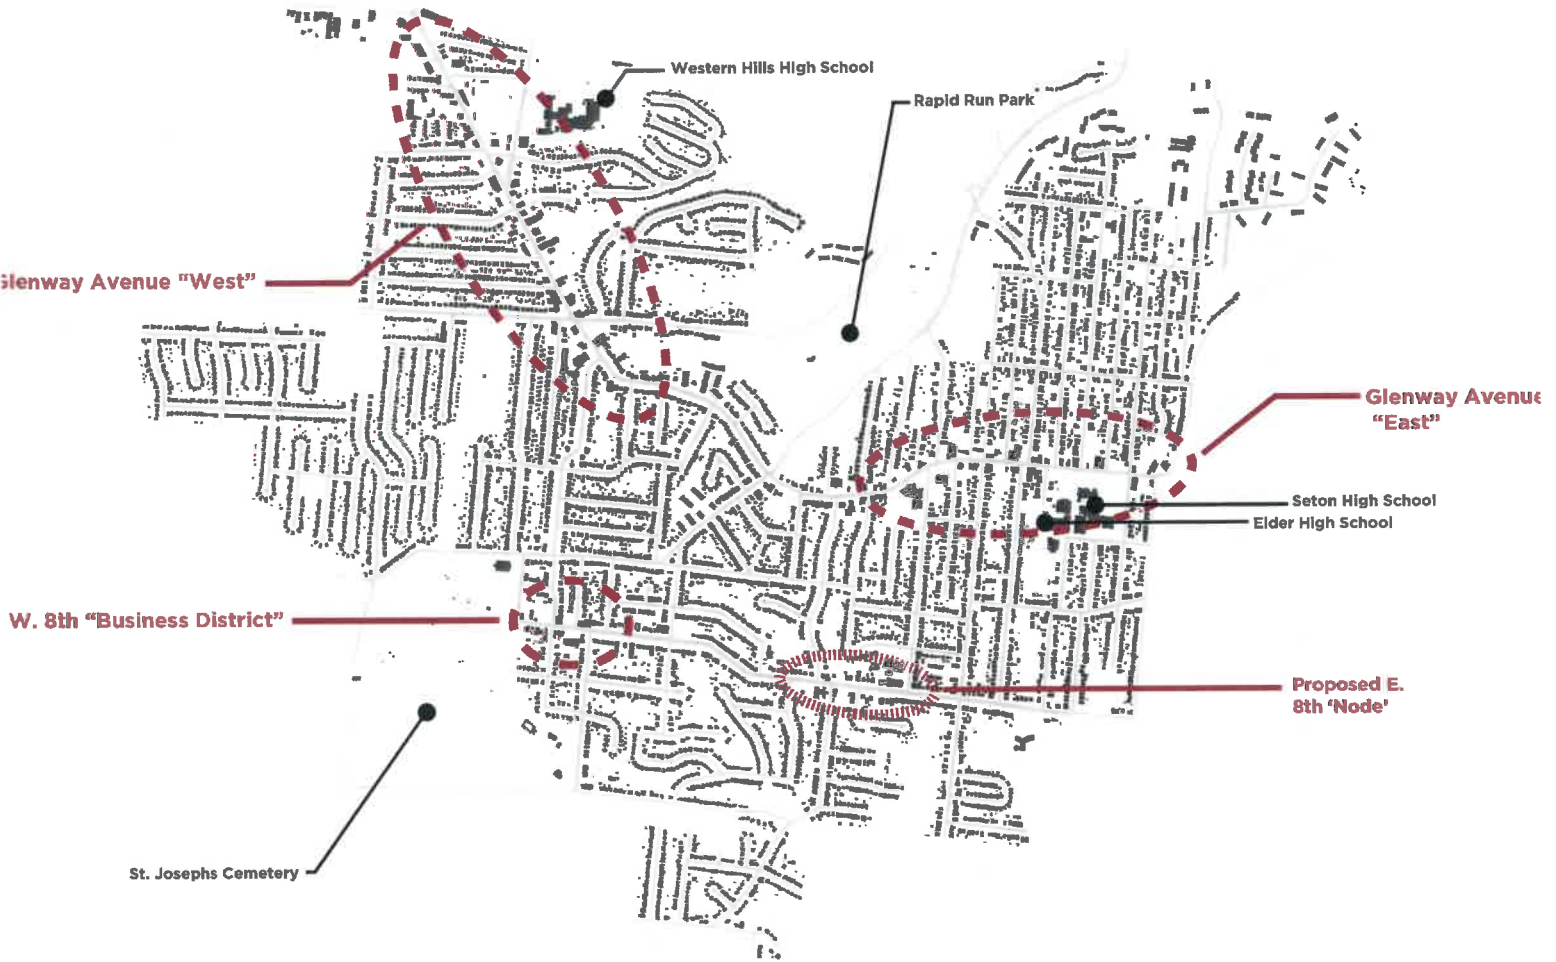 Western Hills High School
Rapid Run Park
Glenway Avenue "West"
Glenway Avenue
"East"
Seton High School
Elder High School
W. 8th "Business District"
Proposed E.
8th 'Node'
St. Josephs Cemetery